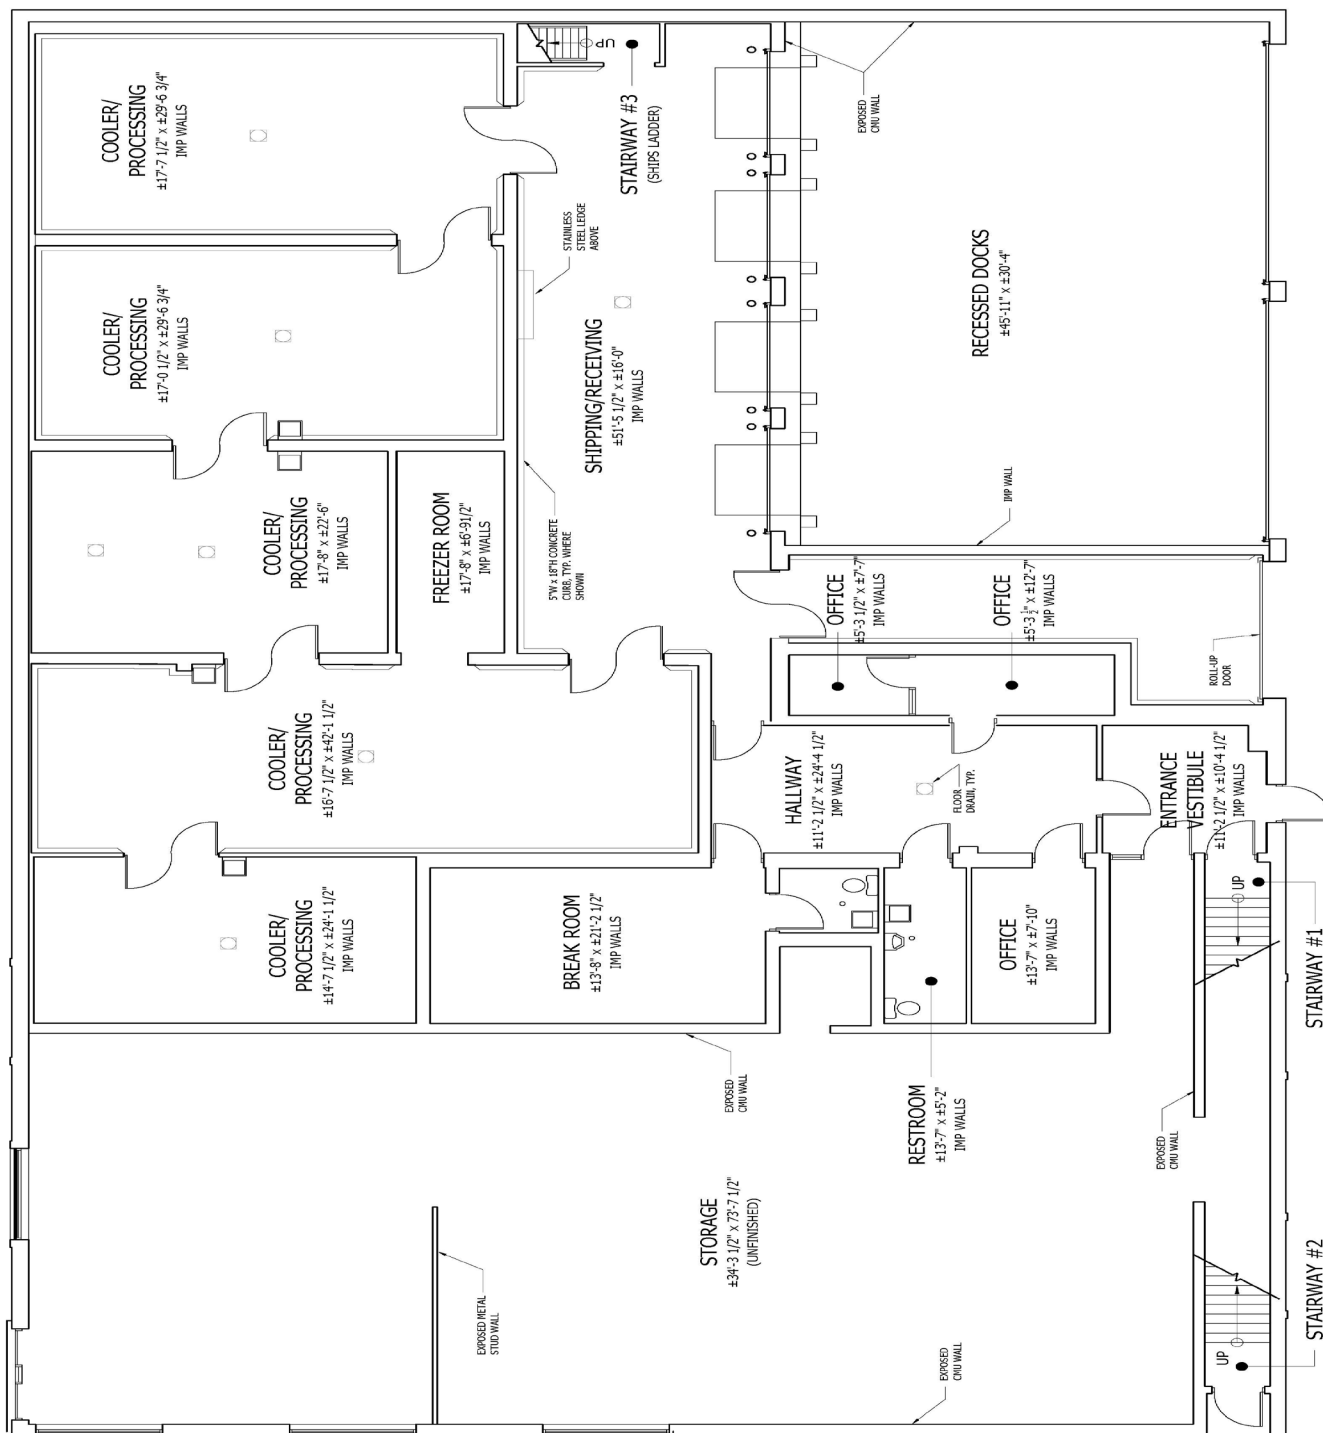 COOLER/
PROCESSING
±17'-7 1/2" x ±29'-6 3/4"
IMP WALLS
UP
STAIRWAY #3
(SHIPS LADDER)
EXPOSED
CMU WALL
COOLER/
PROCESSING
±17'-0 1/2" x ±29'-6 3/4"
IMP WALLS
STAINLESS
STEEL LEDGE
ABOVE
SHIPPING/RECEIVING
±51'-5 1/2" x ±16'-0"
IMP WALLS
RECESSED DOCKS
±45'-11" x ±30'-4"
COOLER/
PROCESSING
±17'-8" x ±22'-6"
IMP WALLS
FREEZER ROOM
±17'-8" x ±6'-91/2"
IMP WALLS
5"W x 18"H CONCRETE
CURB, TYP. WHERE
SHOWN
IMP WALL
OFFICE
±5'-3 1/2" x ±7'-7"
IMP WALLS
OFFICE
±5'-3 1/2" x ±12'-7"
IMP WALLS
ROLL-UP
DOOR
COOLER/
PROCESSING
±16'-7 1/2" x ±42'-1 1/2"
IMP WALLS
HALLWAY
±11'-2 1/2" x ±24'-4 1/2"
IMP WALLS
FLOOR
DRAIN, TYP.
ENTRANCE
VESTIBULE
±11'-2 1/2" x ±10'-4 1/2"
IMP WALLS
COOLER/
PROCESSING
±14'-7 1/2" x ±24'-1 1/2"
IMP WALLS
BREAK ROOM
±13'-8" x ±21'-2 1/2"
IMP WALLS
OFFICE
±13'-7" x ±7'-10"
IMP WALLS
UP
STAIRWAY #1
EXPOSED
CMU WALL
RESTROOM
±13'-7" x ±5'-2"
IMP WALLS
EXPOSED
CMU WALL
STORAGE
±34'-3 1/2" x 73'-7 1/2"
(UNFINISHED)
EXPOSED METAL
STUD WALL
EXPOSED
CMU WALL
UP
STAIRWAY #2